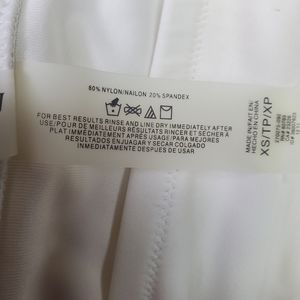 80% NYLON/NAILON 20% SPANDEX
FOR BEST RESULTS RINSE AND LINE DRY IMMEDIATELY AFTER
USE/POUR DE MEILLEURS RÉSULTATS RINCER ET SÉCHER À
PLAT IMMÉDIATEMENT APRÈS USAGE/PARA MEJORES
RESULTADOS ENJUAGAR Y SECAR COLGADO
INMEDIATAMENTE DESPUES DE USAR
MADE IN/FAIT EN/
HECHO EN CHINA
XS/TP/XP